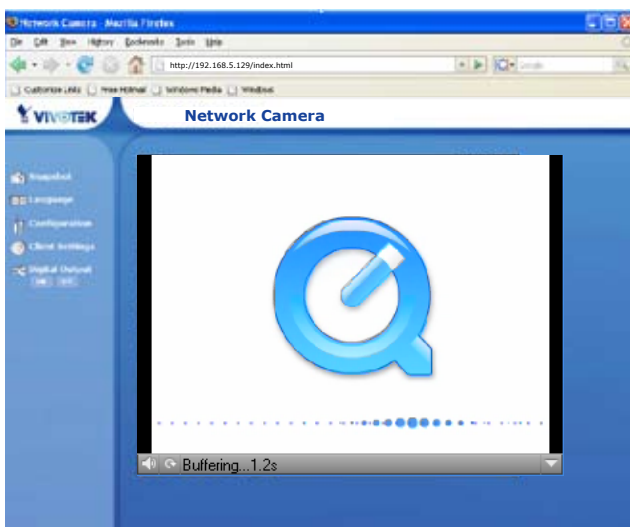 Network Camera - Mozilla Firefox
File Edit View History Bookmarks Tools Help
http://192.168.5.129/index.html
Customize Links Free Hotmail Windows Media Windows
VIVOTEK
Network Camera
Snapshot
Language
Configuration
Client Settings
Digital Output
Buffering...1.2s